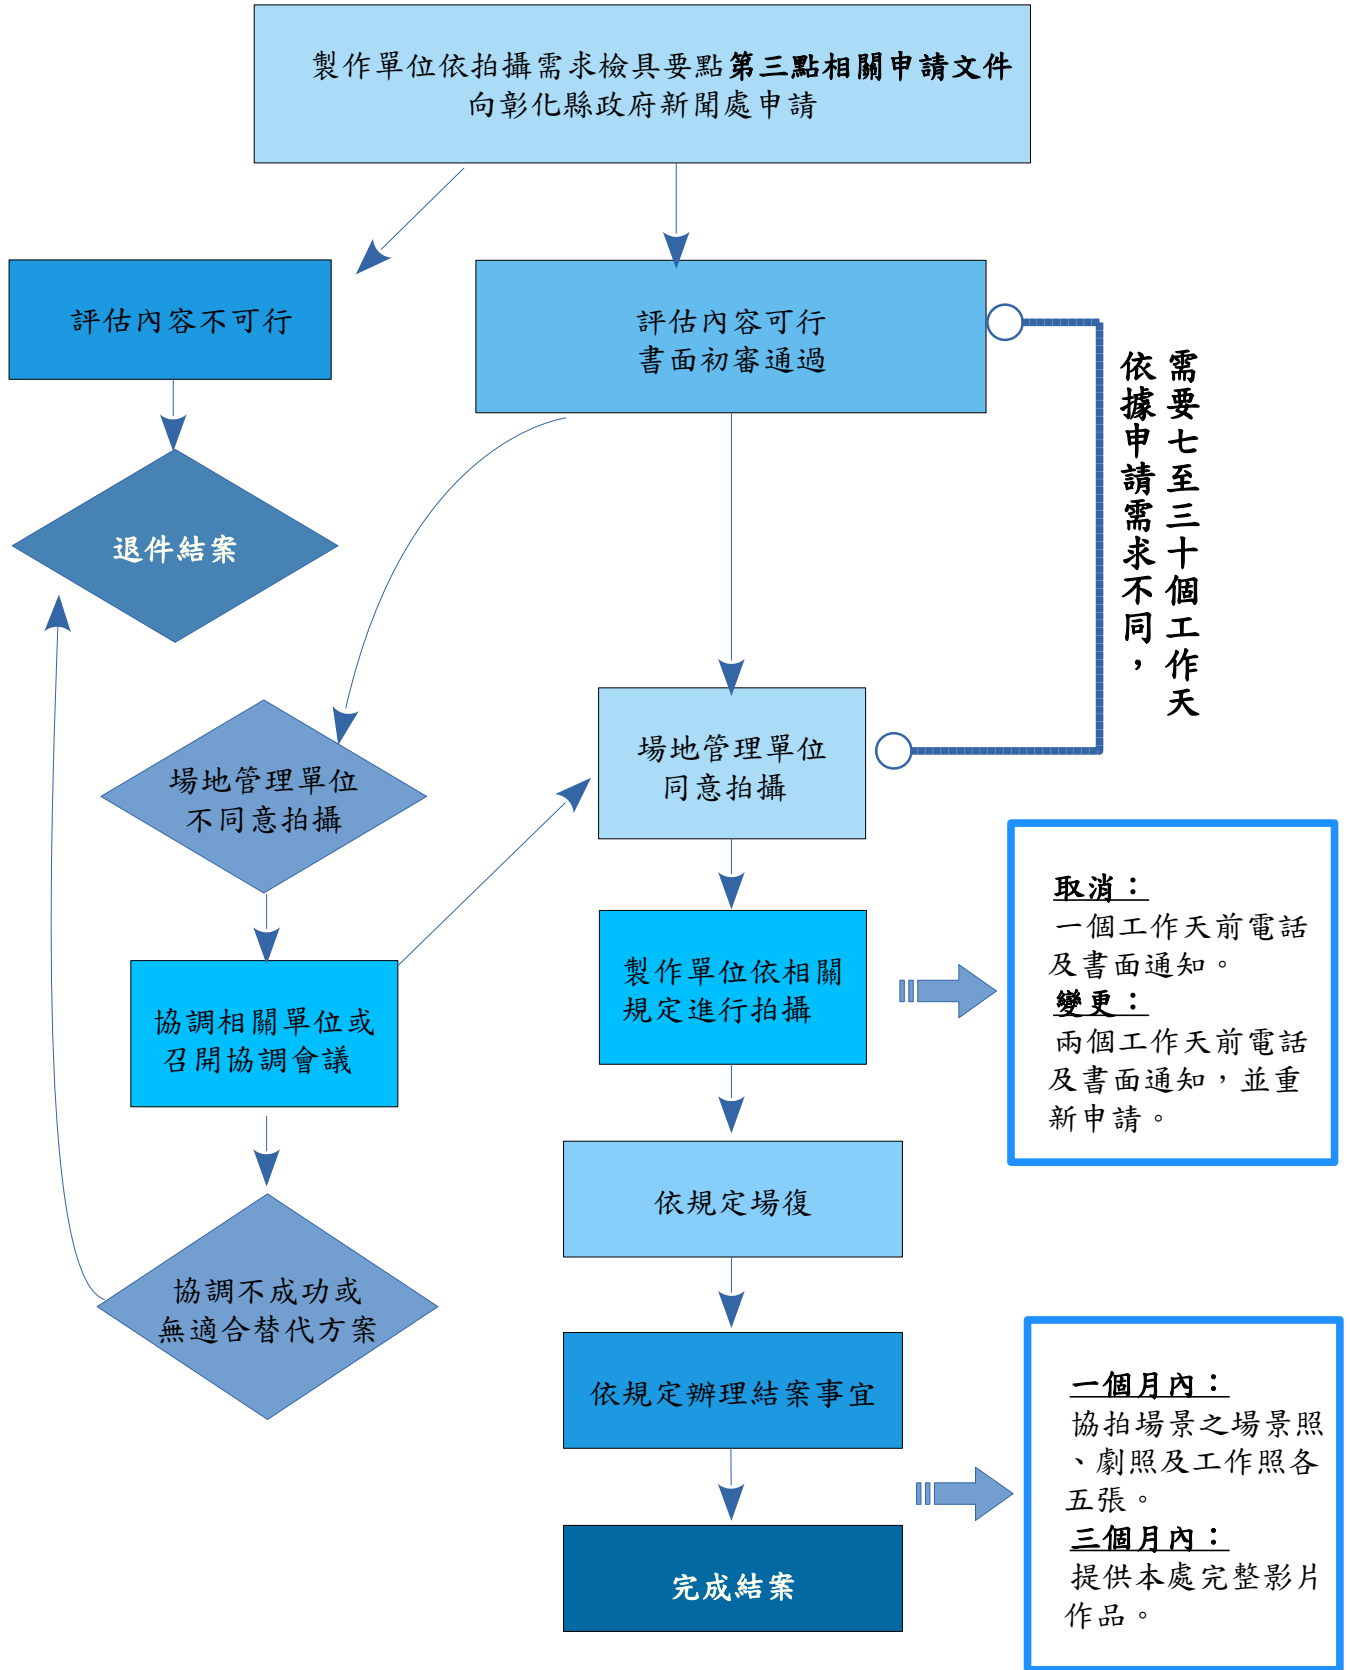 製作單位依拍攝需求檢具要點第三點相關申請文件
向彰化縣政府新聞處申請
評估內容不可行
評估內容可行
書面初審通過
依據申請需求不同，
需要七至三十個工作天
退件結案
場地管理單位
不同意拍攝
場地管理單位
同意拍攝
協調相關單位或
召開協調會議
製作單位依相關
規定進行拍攝
取消：
一個工作天前電話
及書面通知。
變更：
兩個工作天前電話
及書面通知，並重
新申請。
依規定場復
協調不成功或
無適合替代方案
依規定辦理結案事宜
一個月內：
協拍場景之場景照
、劇照及工作照各
五張。
三個月內：
提供本處完整影片
作品。
完成結案